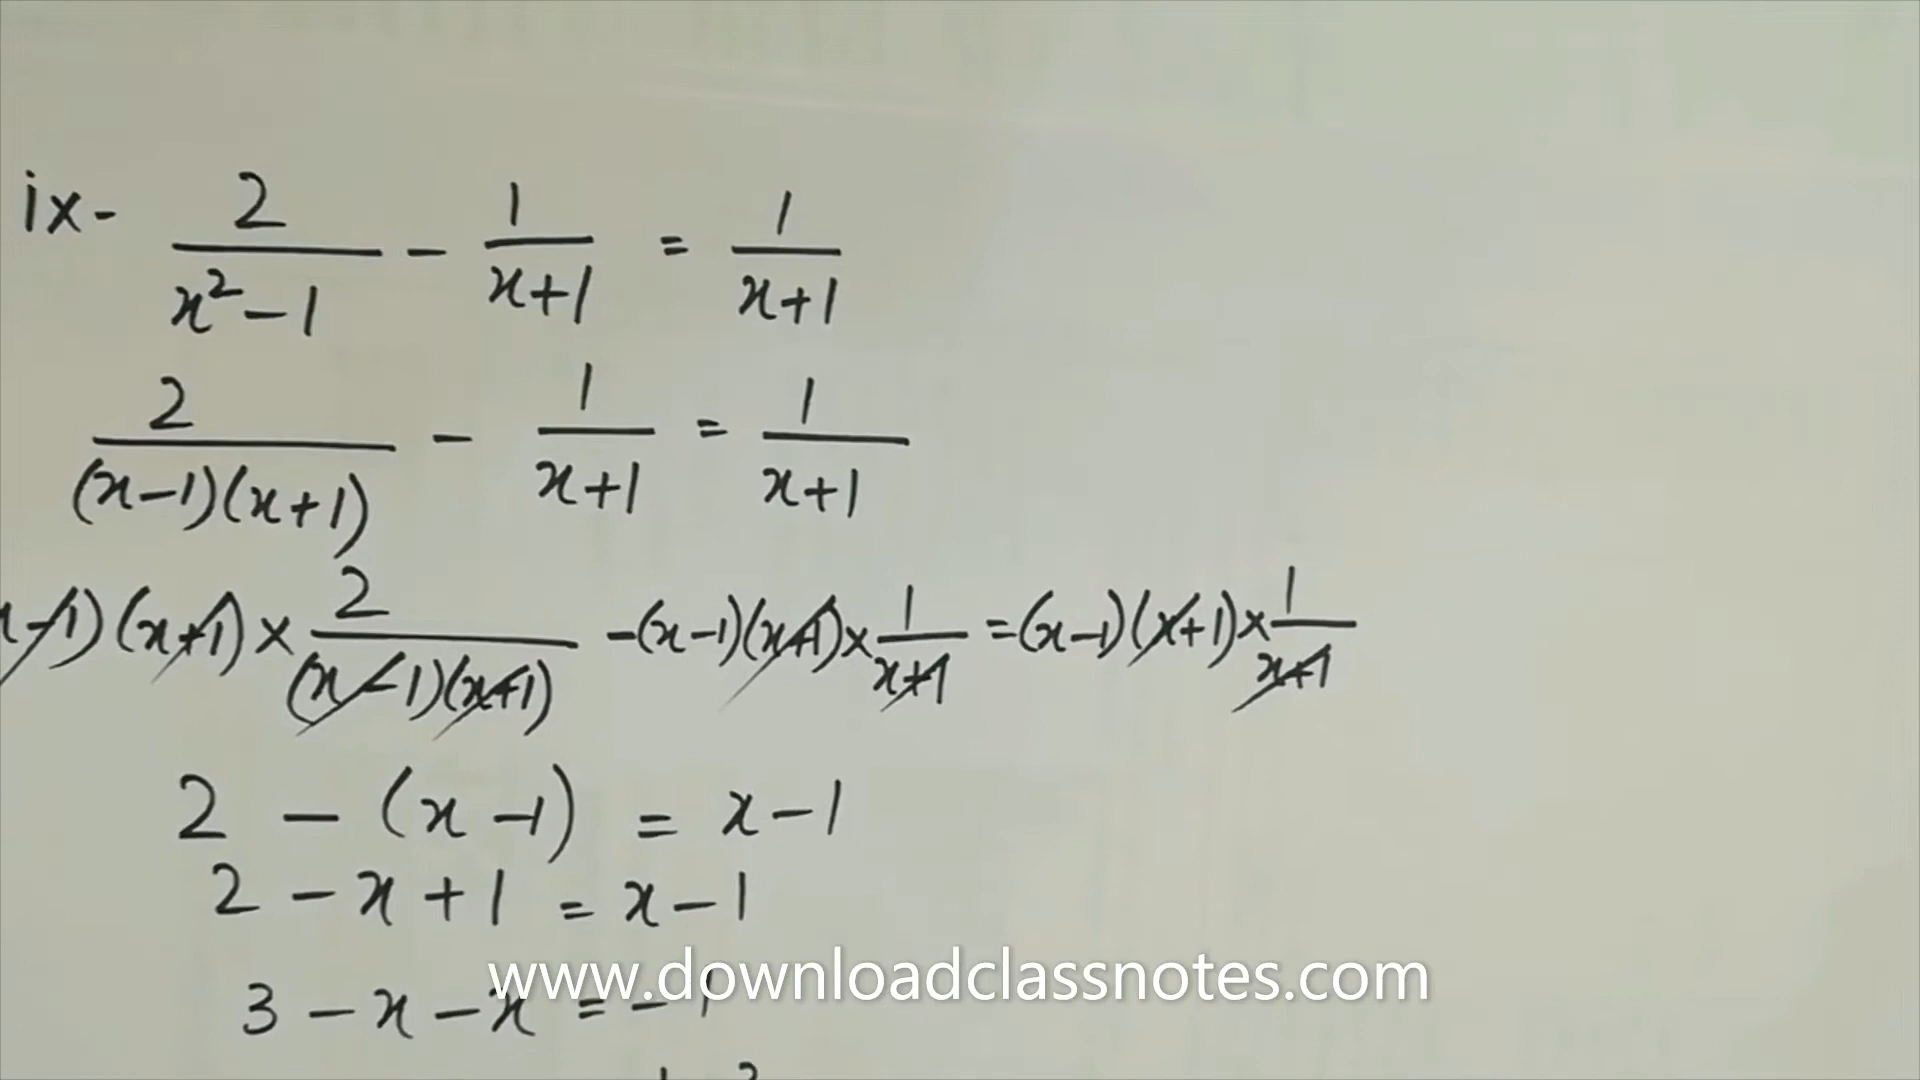 ix- 2/(x²-1) - 1/(x+1) = 1/(x+1)
2/((x-1)(x+1)) - 1/(x+1) = 1/(x+1)
x-1)(x+1) × 2/((x-1)(x+1)) -(x-1)(x+1)× 1/(x+1) =(x-1)(x+1)× 1/(x+1)
2 - (x-1) = x-1
2 - x + 1 = x-1
www.downloadclassnotes.com
3 - x - x = -1